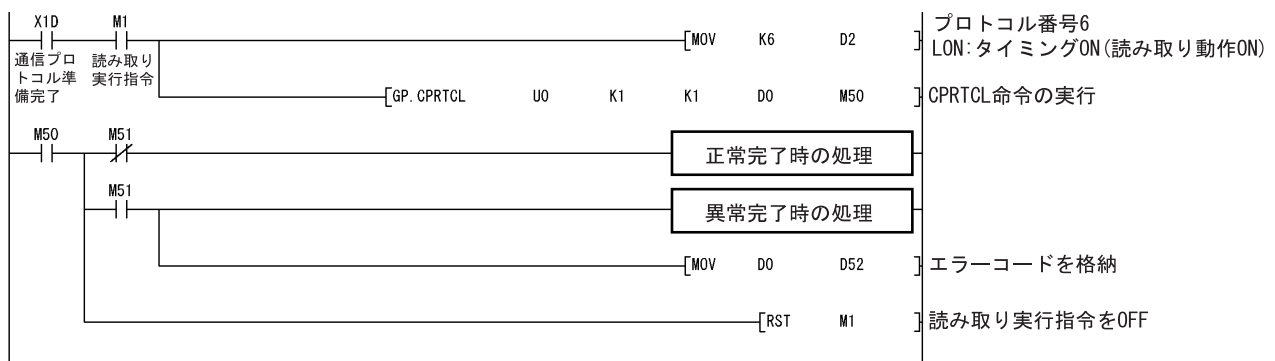 X1D M1
通信プロトコル準備完了
読み取り実行指令
MOV K6 D2
プロトコル番号6
LON:タイミングON(読み取り動作ON)
GP.CPRTCL U0 K1 K1 D0 M50
CPRTCL命令の実行
M50 M51
正常完了時の処理
M51
異常完了時の処理
MOV D0 D52
エラーコードを格納
RST M1
読み取り実行指令をOFF